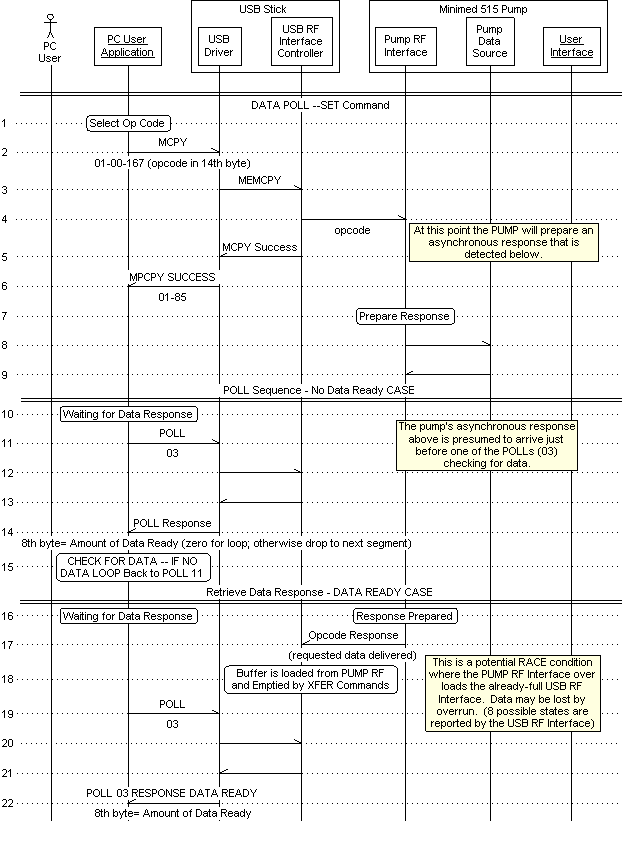 USB Stick
Minimed 515 Pump
PC
User
PC User
Application
USB
Driver
USB RF
Interface
Controller
Pump RF
Interface
Pump
Data
Source
User
Interface
DATA POLL --SET Command
1
Select Op Code
MCPY
2
01-00-167 (opcode in 14th byte)
MEMCPY
3
4
opcode
At this point the PUMP will prepare an
asynchronous response that is
detected below.
MCPY Success
5
MPCPY SUCCESS
6
01-85
7
Prepare Response
8
9
POLL Sequence - No Data Ready CASE
10
Waiting for Data Response
POLL
11
03
The pump's asynchronous response
above is presumed to arrive just
before one of the POLLs (03)
checking for data.
12
13
POLL Response
14
8th byte= Amount of Data Ready (zero for loop; otherwise drop to next segment)
15
CHECK FOR DATA -- IF NO
DATA LOOP Back to POLL 11
Retrieve Data Response - DATA READY CASE
16
Waiting for Data Response
Response Prepared
Opcode Response
17
(requested data delivered)
18
Buffer is loaded from PUMP RF
and Emptied by XFER Commands
This is a potential RACE condition
where the PUMP RF Interface over
loads the already-full USB RF
Interface. Data may be lost by
overrun. (8 possible states are
reported by the USB RF Interface)
POLL
19
03
20
21
POLL 03 RESPONSE DATA READY
22
8th byte= Amount of Data Ready